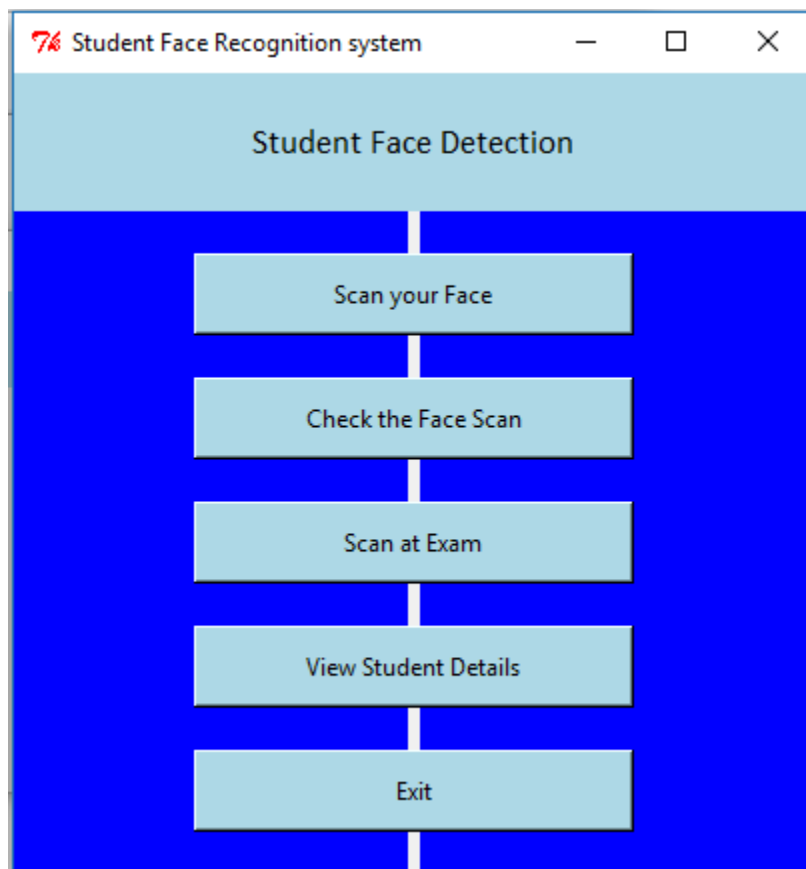 Student Face Recognition system
Student Face Detection
Scan your Face
Check the Face Scan
Scan at Exam
View Student Details
Exit